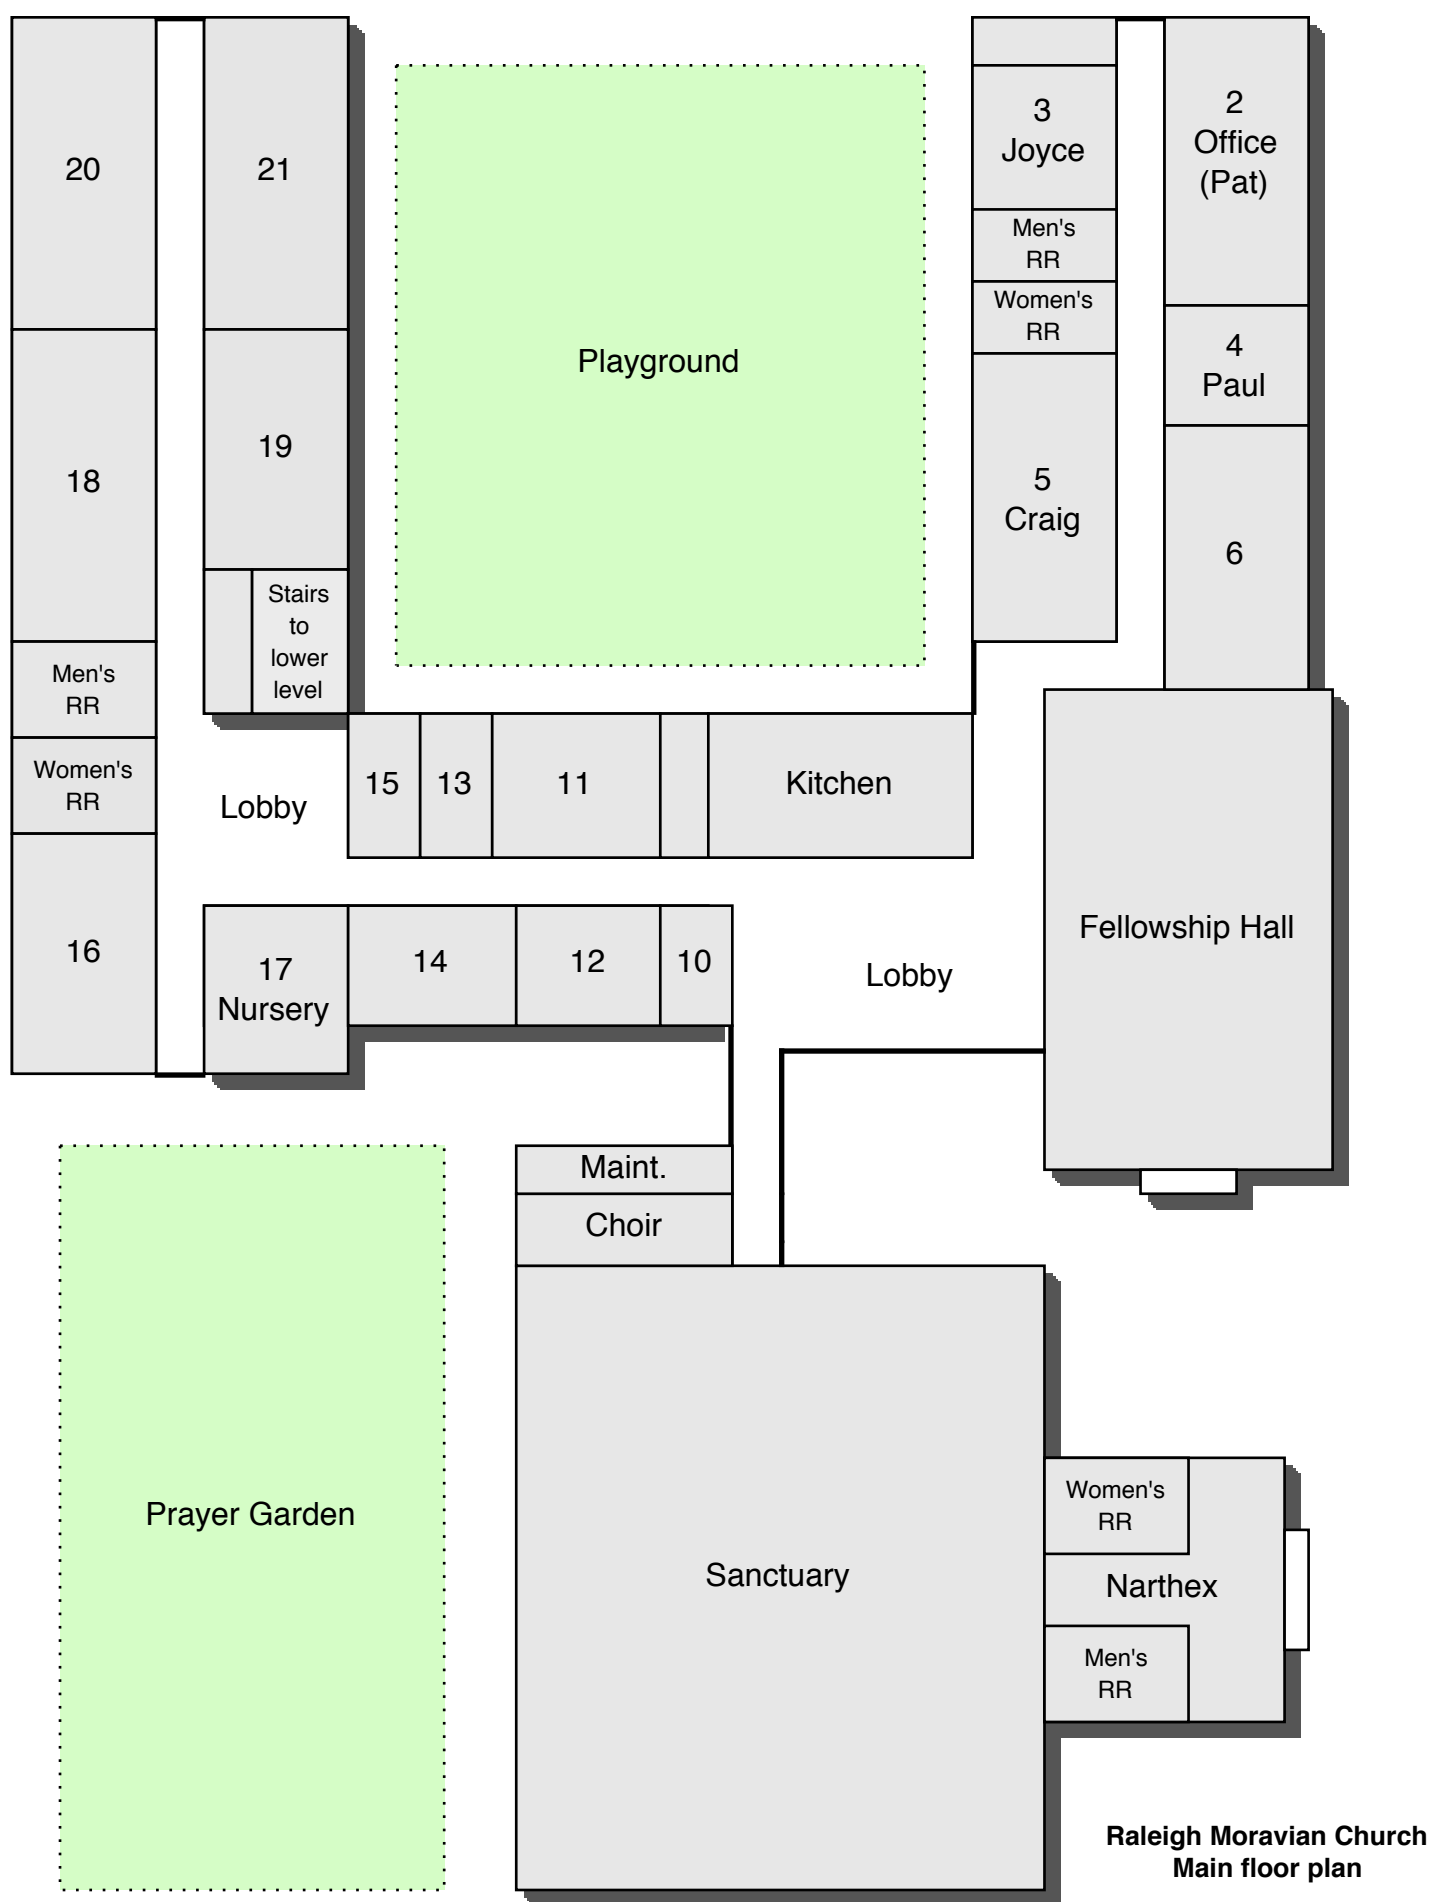 20
21
3
Joyce
2
Office
(Pat)
Men's
RR
Women's
RR
Playground
4
Paul
18
19
5
Craig
6
Stairs
to
lower
level
Men's
RR
Women's
RR
Lobby
15
13
11
Kitchen
16
17
Nursery
14
12
10
Lobby
Fellowship Hall
Maint.
Choir
Prayer Garden
Sanctuary
Women's
RR
Narthex
Men's
RR
Raleigh Moravian Church
Main floor plan